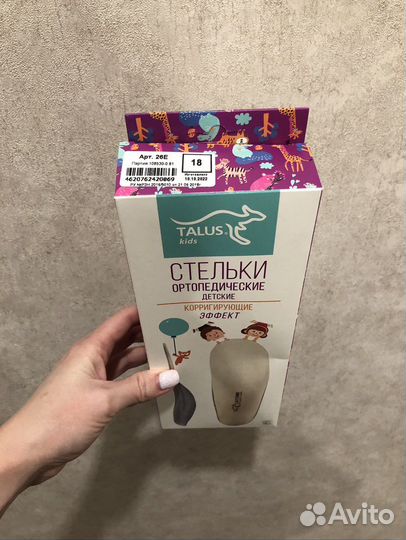 Арт. 26Е
18
4620762420869
TALUS
kids
СТЕЛЬКИ
ОРТОПЕДИЧЕСКИЕ
ДЕТСКИЕ
КОРРИГИРУЮЩИЕ
ЭФФЕКТ
Avito